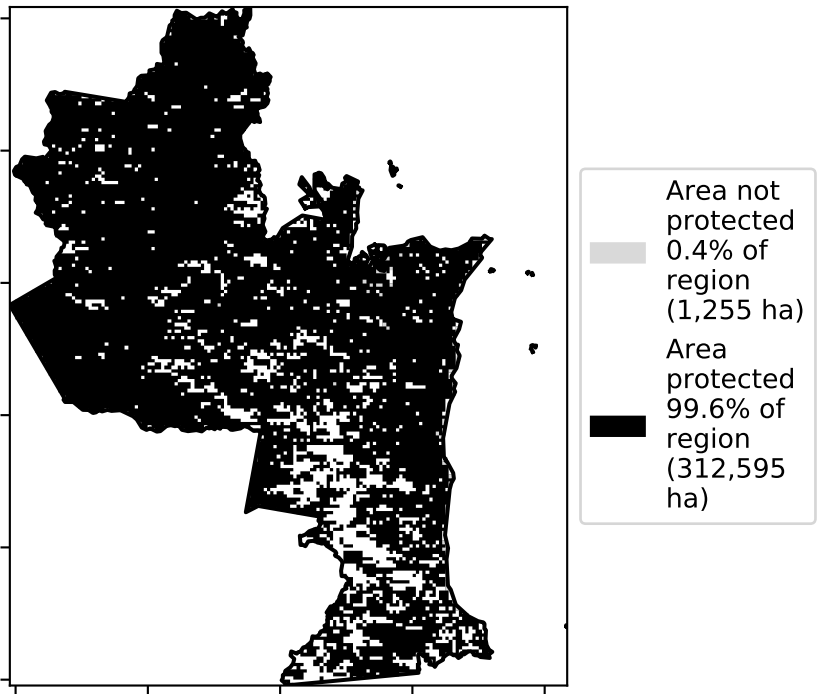 Area not
protected
0.4% of
region
(1,255 ha)
Area
protected
99.6% of
region
(312,595
ha)